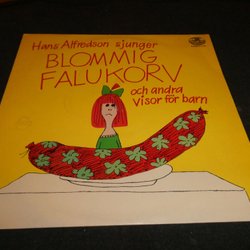 Hans Alfredson sjunger
BLOMMIG
FALUKORV
och andra
visor för barn